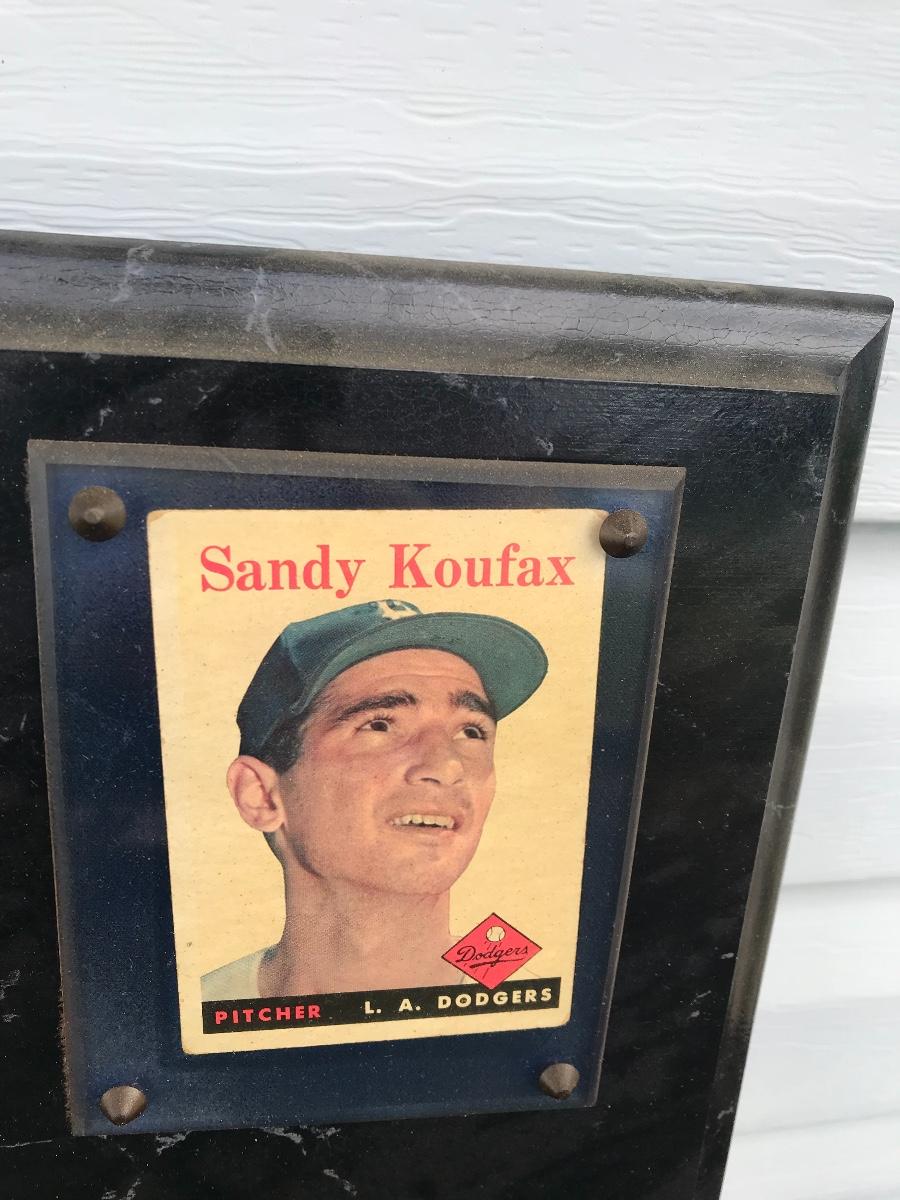 Sandy Koufax
Dodgers
PITCHER L. A. DODGERS